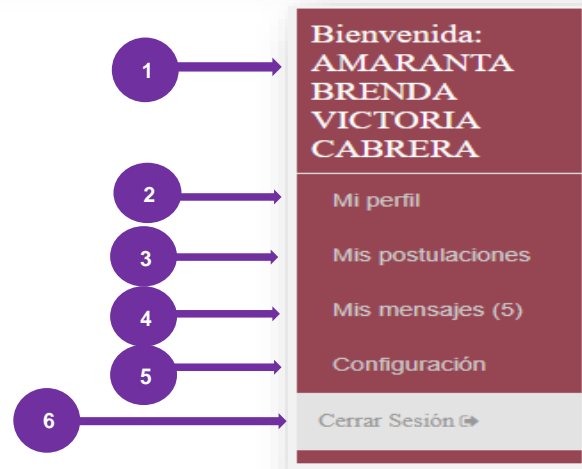 1
Bienvenida:
AMARANTA
BRENDA
VICTORIA
CABRERA
2
Mi perfil
3
Mis postulaciones
4
Mis mensajes (5)
5
Configuración
6
Cerrar Sesión